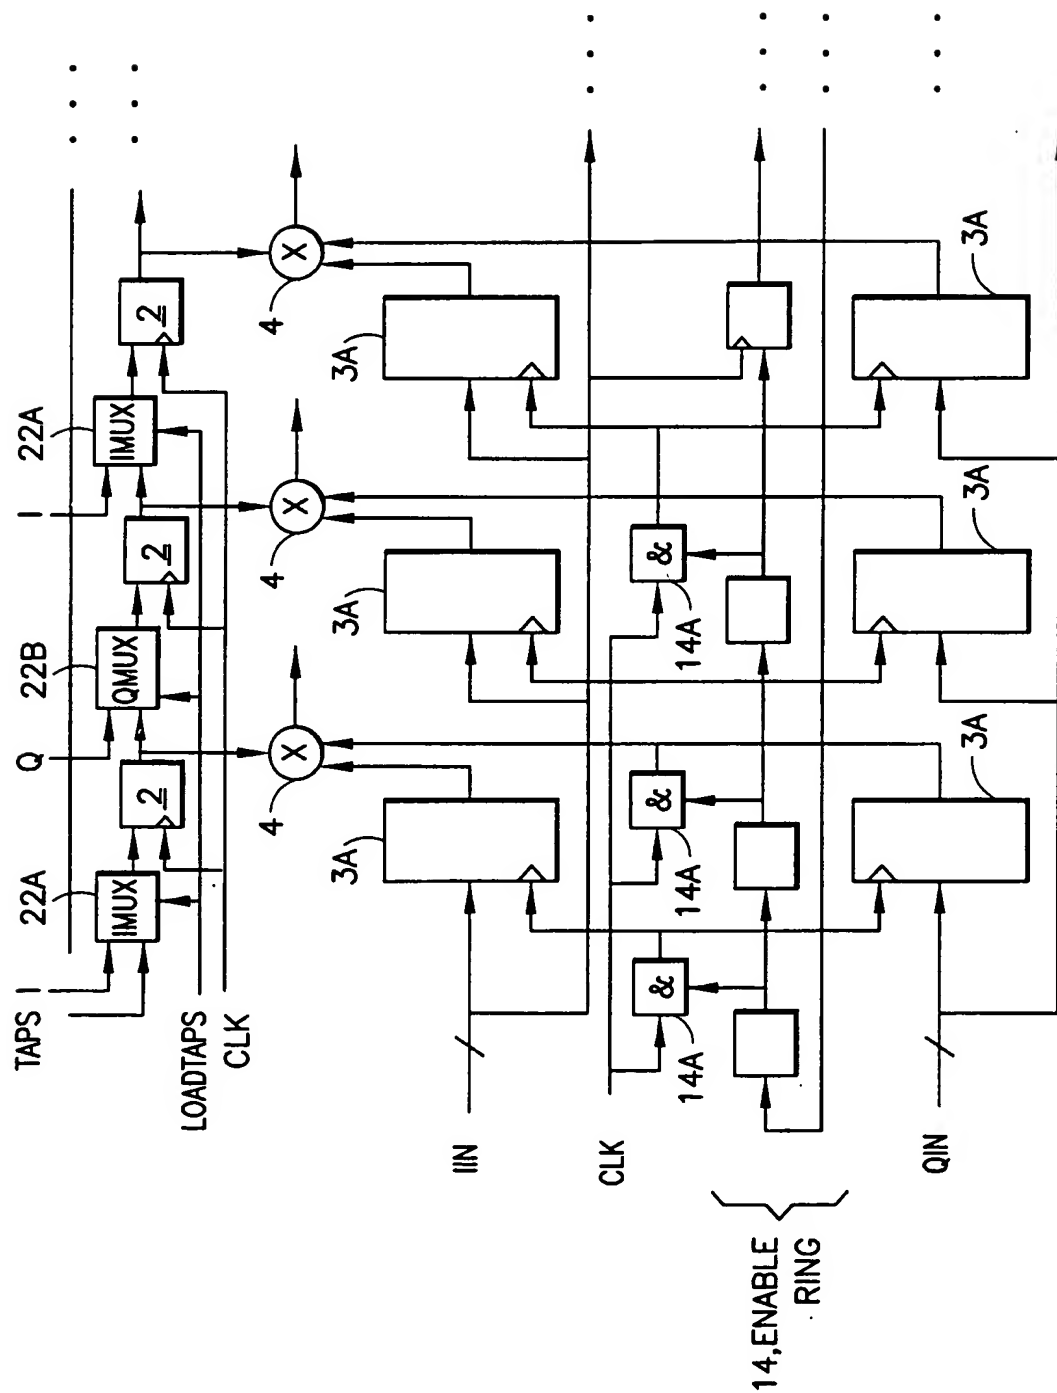 TAPS
I
22A
Q
22B
I
22A
IMUX
QMUX
IMUX
2
2
2
LOADTAPS
CLK
4
4
4
X
X
X
3A
3A
3A
IIN
CLK
&
&
&
14A
14A
14A
14,ENABLE
RING
QIN
3A
3A
3A